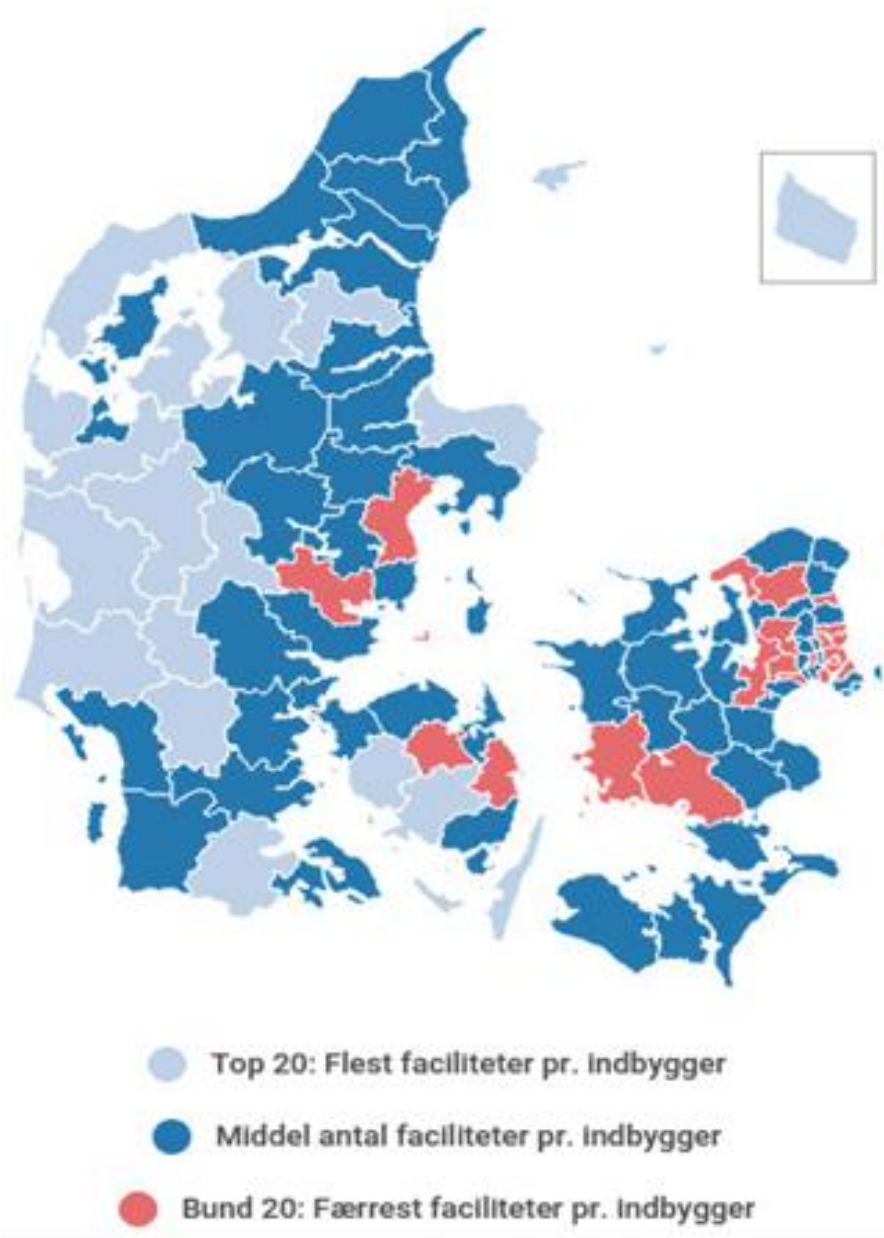 Top 20: Flest faciliteter pr. indbygger
Middel antal faciliteter pr. indbygger
Bund 20: Færrest faciliteter pr. indbygger